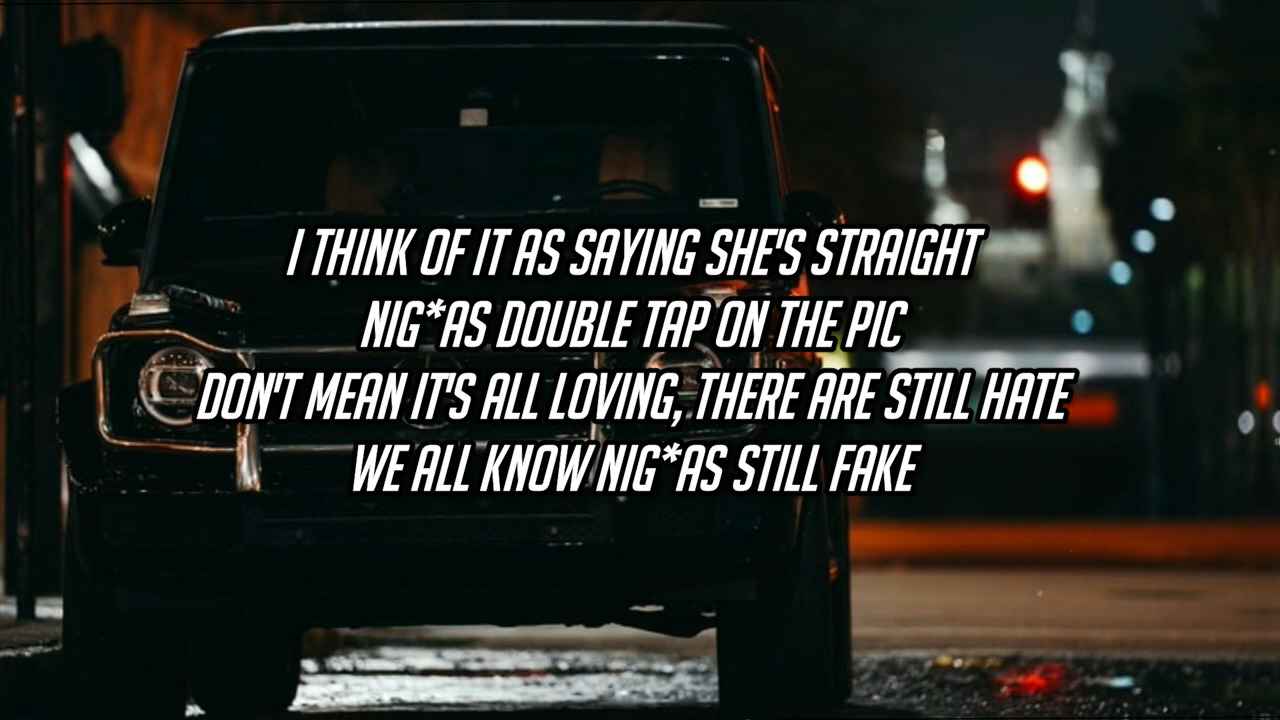 I THINK OF IT AS SAYING SHE'S STRAIGHT
NIG*AS DOUBLE TAP ON THE PIC
DON'T MEAN IT'S ALL LOVING, THERE ARE STILL HATE
WE ALL KNOW NIG*AS STILL FAKE